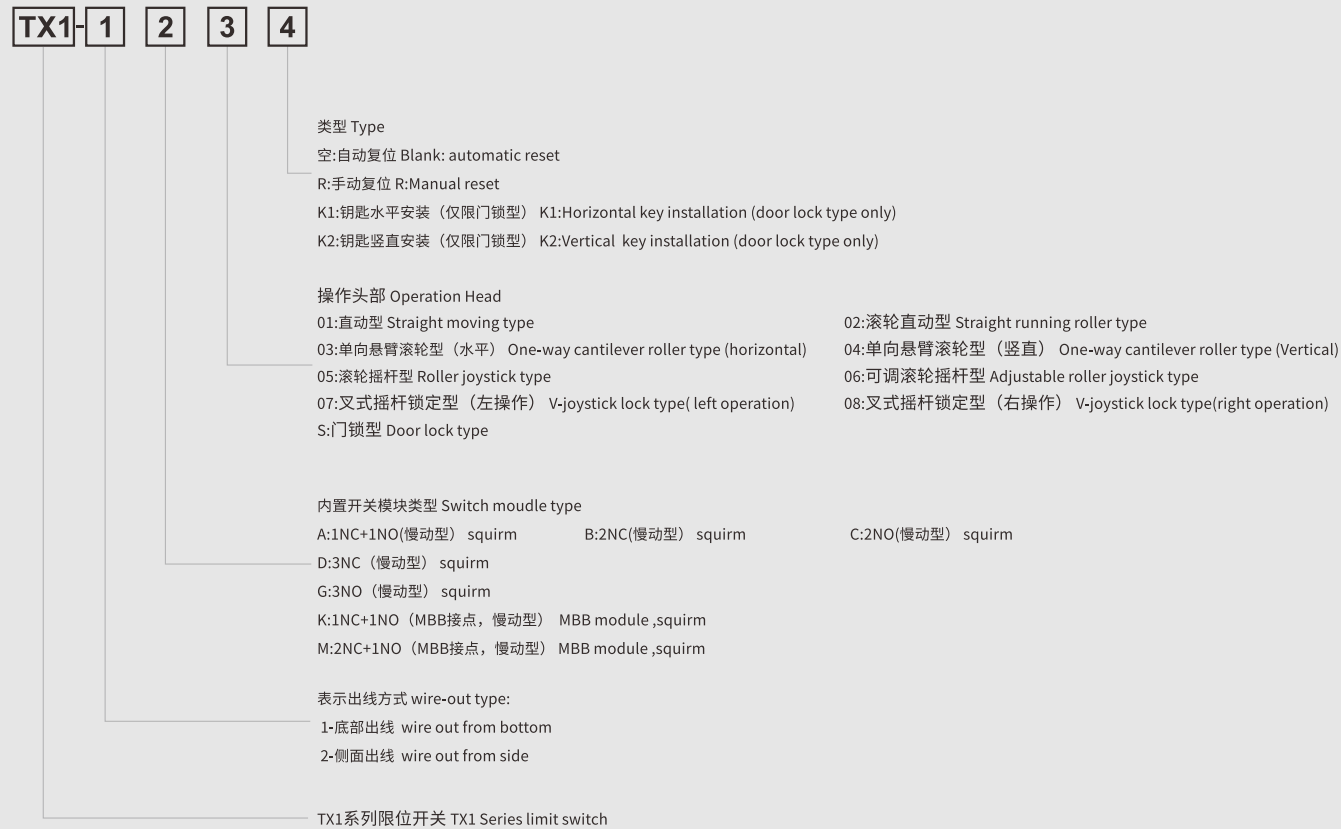 TX1-1 2 3 4
类型 Type
空:自动复位 Blank: automatic reset
R:手动复位 R:Manual reset
K1:钥匙水平安装（仅限门锁型） K1:Horizontal key installation (door lock type only)
K2:钥匙竖直安装（仅限门锁型） K2:Vertical key installation (door lock type only)
操作头部 Operation Head
01:直动型 Straight moving type 02:滚轮直动型 Straight running roller type
03:单向悬臂滚轮型（水平） One-way cantilever roller type (horizontal) 04:单向悬臂滚轮型（竖直） One-way cantilever roller type (Vertical)
05:滚轮摇杆型 Roller joystick type 06:可调滚轮摇杆型 Adjustable roller joystick type
07:叉式摇杆锁定型（左操作） V-joystick lock type( left operation) 08:叉式摇杆锁定型（右操作） V-joystick lock type(right operation)
S:门锁型 Door lock type
内置开关模块类型 Switch moudle type
A:1NC+1NO(慢动型） squirm B:2NC(慢动型） squirm C:2NO(慢动型） squirm
D:3NC（慢动型） squirm
G:3NO（慢动型） squirm
K:1NC+1NO（MBB接点，慢动型） MBB module ,squirm
M:2NC+1NO（MBB接点，慢动型） MBB module ,squirm
表示出线方式 wire-out type:
1-底部出线 wire out from bottom
2-侧面出线 wire out from side
TX1系列限位开关 TX1 Series limit switch